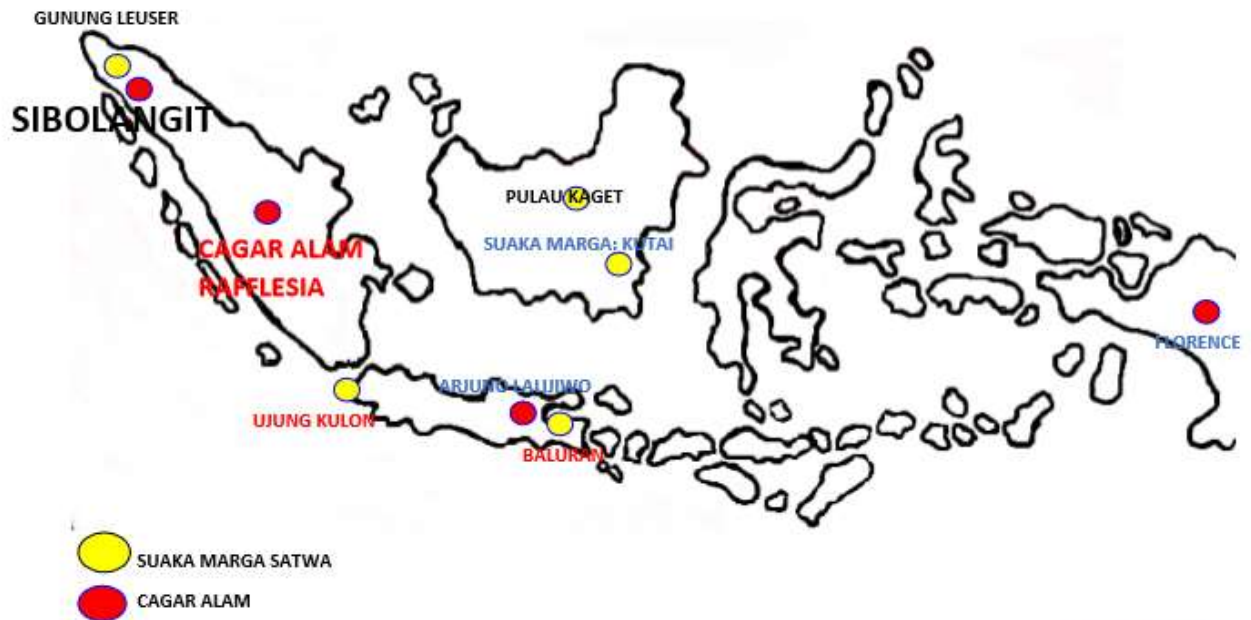 GUNUNG LEUSER
SIBOLANGIT
PULAU KAGET
SUAKA MARGA: KUTAI
CAGAR ALAM
RAFFLESIA
FLORENCE
ARJUNO LALIJIWO
UJUNG KULON
BALURAN
SUAKA MARGA SATWA
CAGAR ALAM